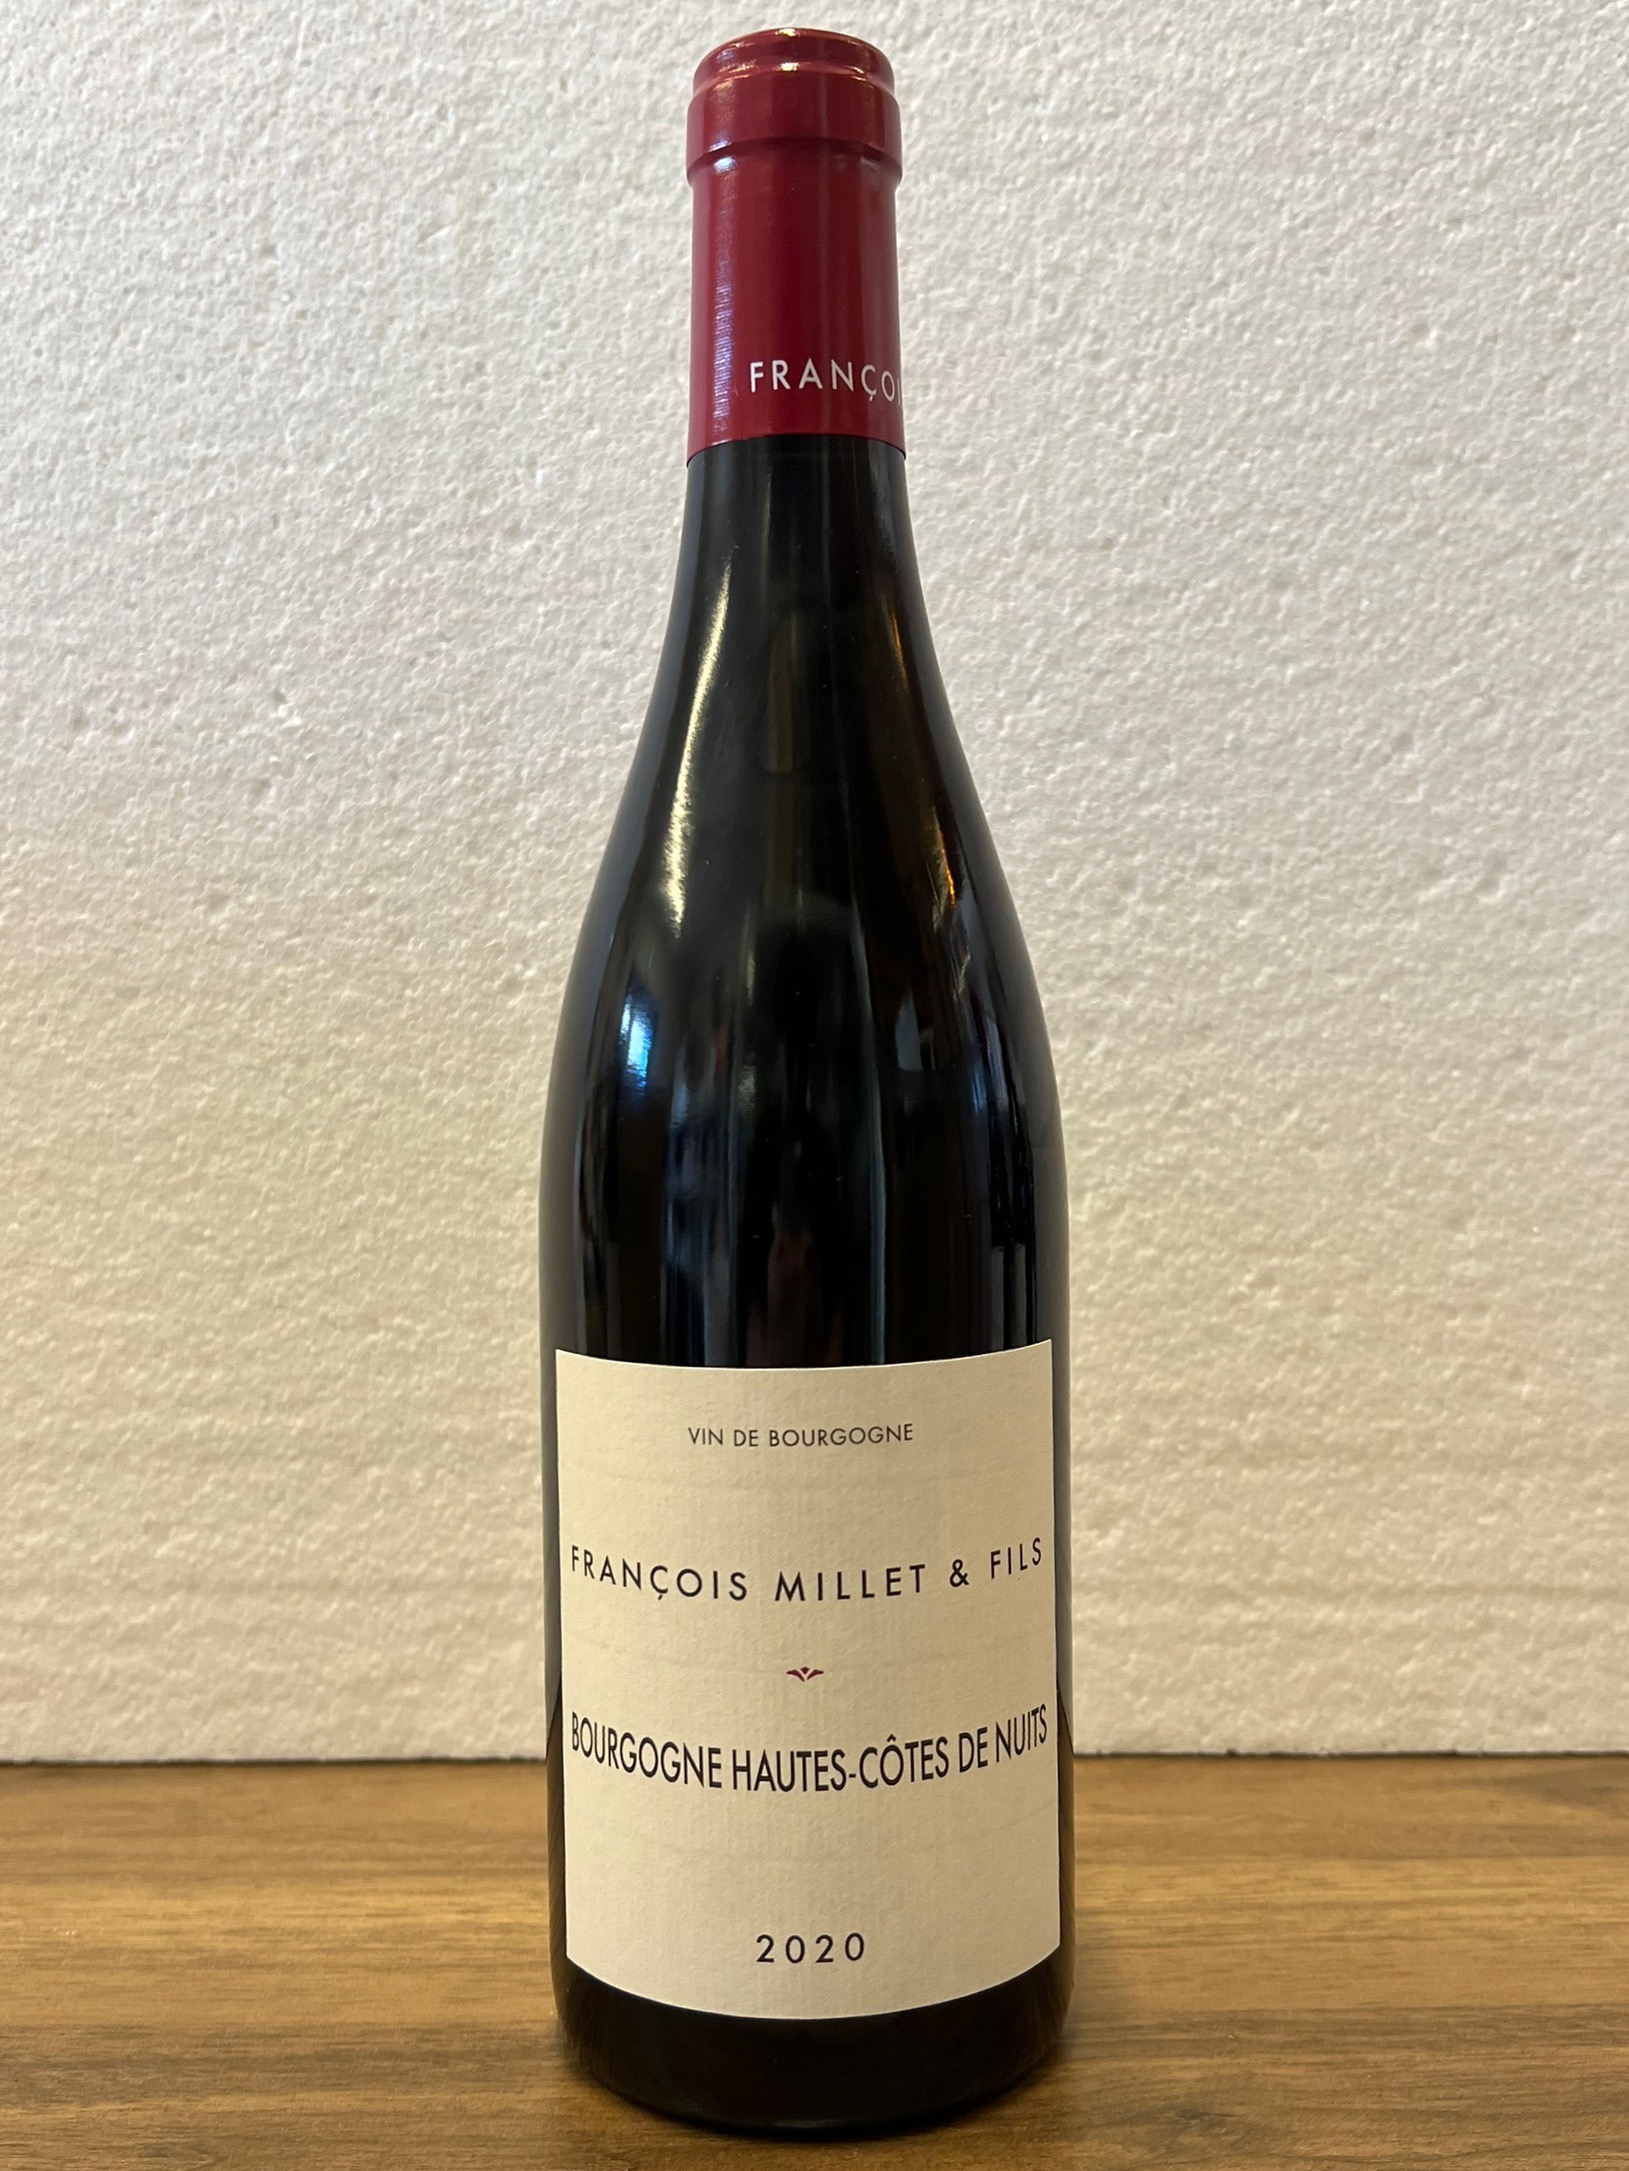 FRANÇOI
VIN DE BOURGOGNE
FRANÇOIS MILLET & FILS
BOURGOGNE HAUTES-CÔTES DE NUITS
2020